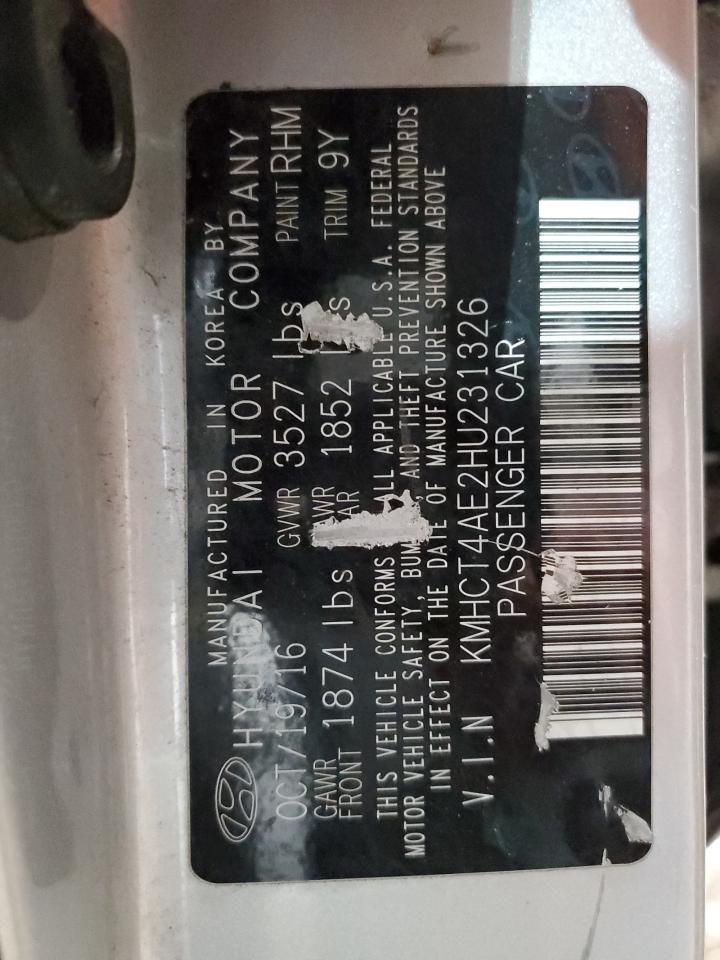 MANUFACTURED IN KOREA BY
HYUNDAI MOTOR COMPANY
OCT/19/16 GVWR 3527 lbs PAINT RHM
GAWR FRONT 1874 lbs 1852 TRIM 9Y
THIS VEHICLE CONFORMS ALL APPLICABLE U.S.A. FEDERAL
MOTOR VEHICLE SAFETY, AND THEFT PREVENTION STANDARDS
IN EFFECT ON THE DATE OF MANUFACTURE SHOWN ABOVE
V.I.N KMHCT4AE2HU231326
PASSENGER CAR